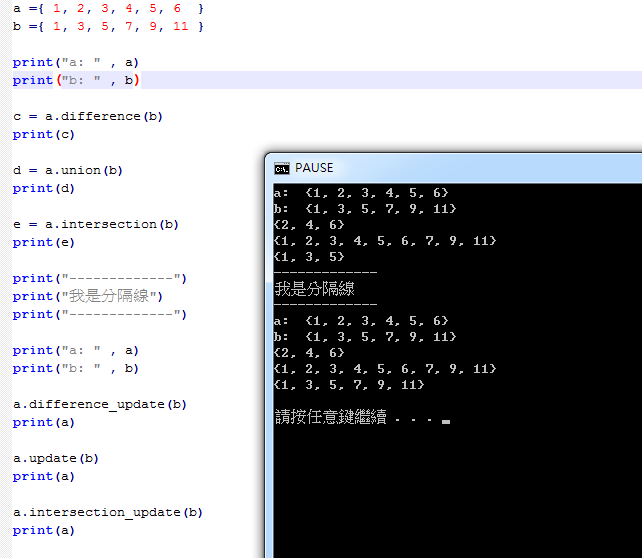 a ={ 1, 2, 3, 4, 5, 6  }
b ={ 1, 3, 5, 7, 9, 11 }
print("a: " , a)
print("b: " , b)
c = a.difference(b)
print(c)
d = a.union(b)
print(d)
e = a.intersection(b)
print(e)
print("-------------")
print("我是分隔線")
print("-------------")
print("a: " , a)
print("b: " , b)
a.difference_update(b)
print(a)
a.update(b)
print(a)
a.intersection_update(b)
print(a)
C:\. PAUSE
a:  {1, 2, 3, 4, 5, 6}
b:  {1, 3, 5, 7, 9, 11}
{2, 4, 6}
{1, 2, 3, 4, 5, 6, 7, 9, 11}
{1, 3, 5}
-------------
我是分隔線
-------------
a:  {1, 2, 3, 4, 5, 6}
b:  {1, 3, 5, 7, 9, 11}
{2, 4, 6}
{1, 2, 3, 4, 5, 6, 7, 9, 11}
{1, 3, 5, 7, 9, 11}
請按任意鍵繼續 . . . _